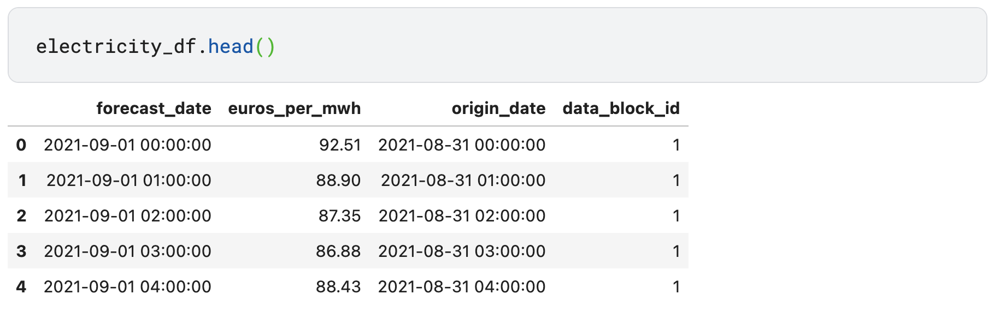 electricity_df.head()
forecast_date euros_per_mwh origin_date data_block_id
0 2021-09-01 00:00:00 92.51 2021-08-31 00:00:00 1
1 2021-09-01 01:00:00 88.90 2021-08-31 01:00:00 1
2 2021-09-01 02:00:00 87.35 2021-08-31 02:00:00 1
3 2021-09-01 03:00:00 86.88 2021-08-31 03:00:00 1
4 2021-09-01 04:00:00 88.43 2021-08-31 04:00:00 1